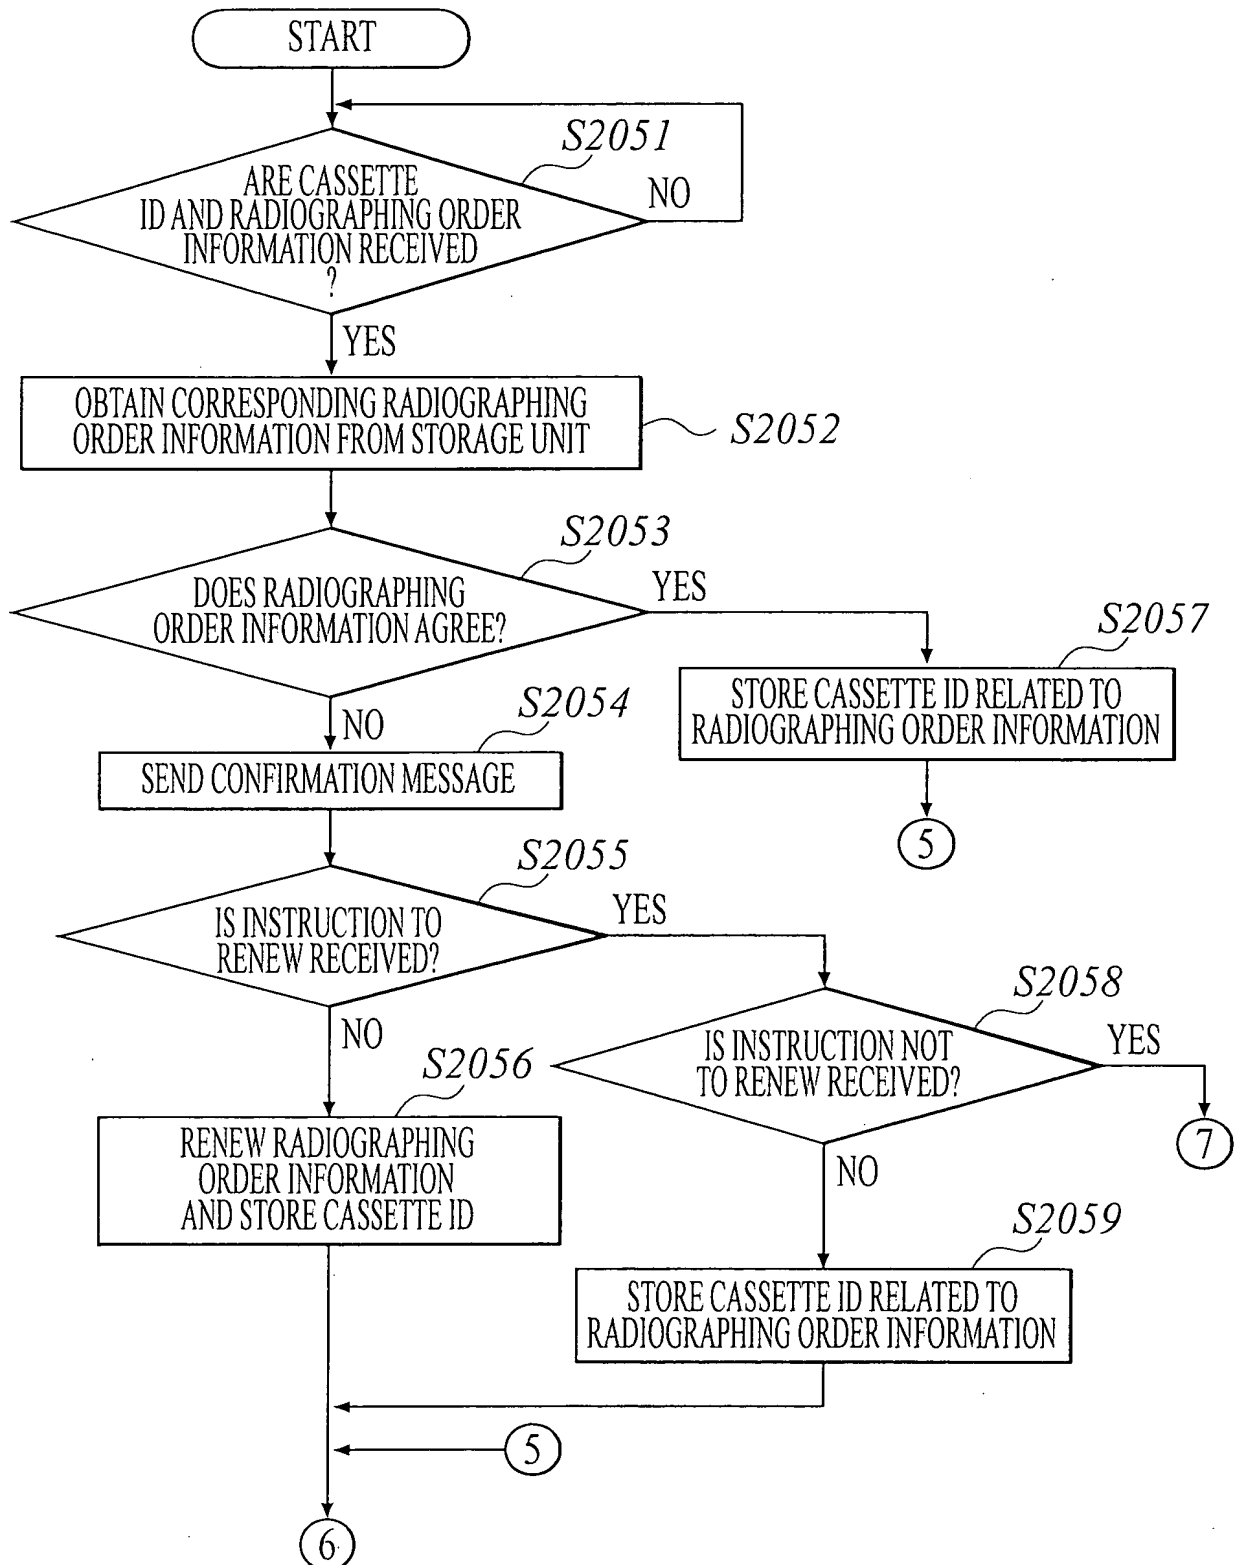 START
S2051
ARE CASSETTE
ID AND RADIOGRAPHING ORDER
INFORMATION RECEIVED
?
NO
YES
OBTAIN CORRESPONDING RADIOGRAPHING
ORDER INFORMATION FROM STORAGE UNIT
S2052
S2053
DOES RADIOGRAPHING
ORDER INFORMATION AGREE?
YES
S2057
STORE CASSETTE ID RELATED TO
RADIOGRAPHING ORDER INFORMATION
5
NO
S2054
SEND CONFIRMATION MESSAGE
S2055
IS INSTRUCTION TO
RENEW RECEIVED?
YES
S2058
IS INSTRUCTION NOT
TO RENEW RECEIVED?
YES
7
NO
S2056
RENEW RADIOGRAPHING
ORDER INFORMATION
AND STORE CASSETTE ID
NO
S2059
STORE CASSETTE ID RELATED TO
RADIOGRAPHING ORDER INFORMATION
5
6